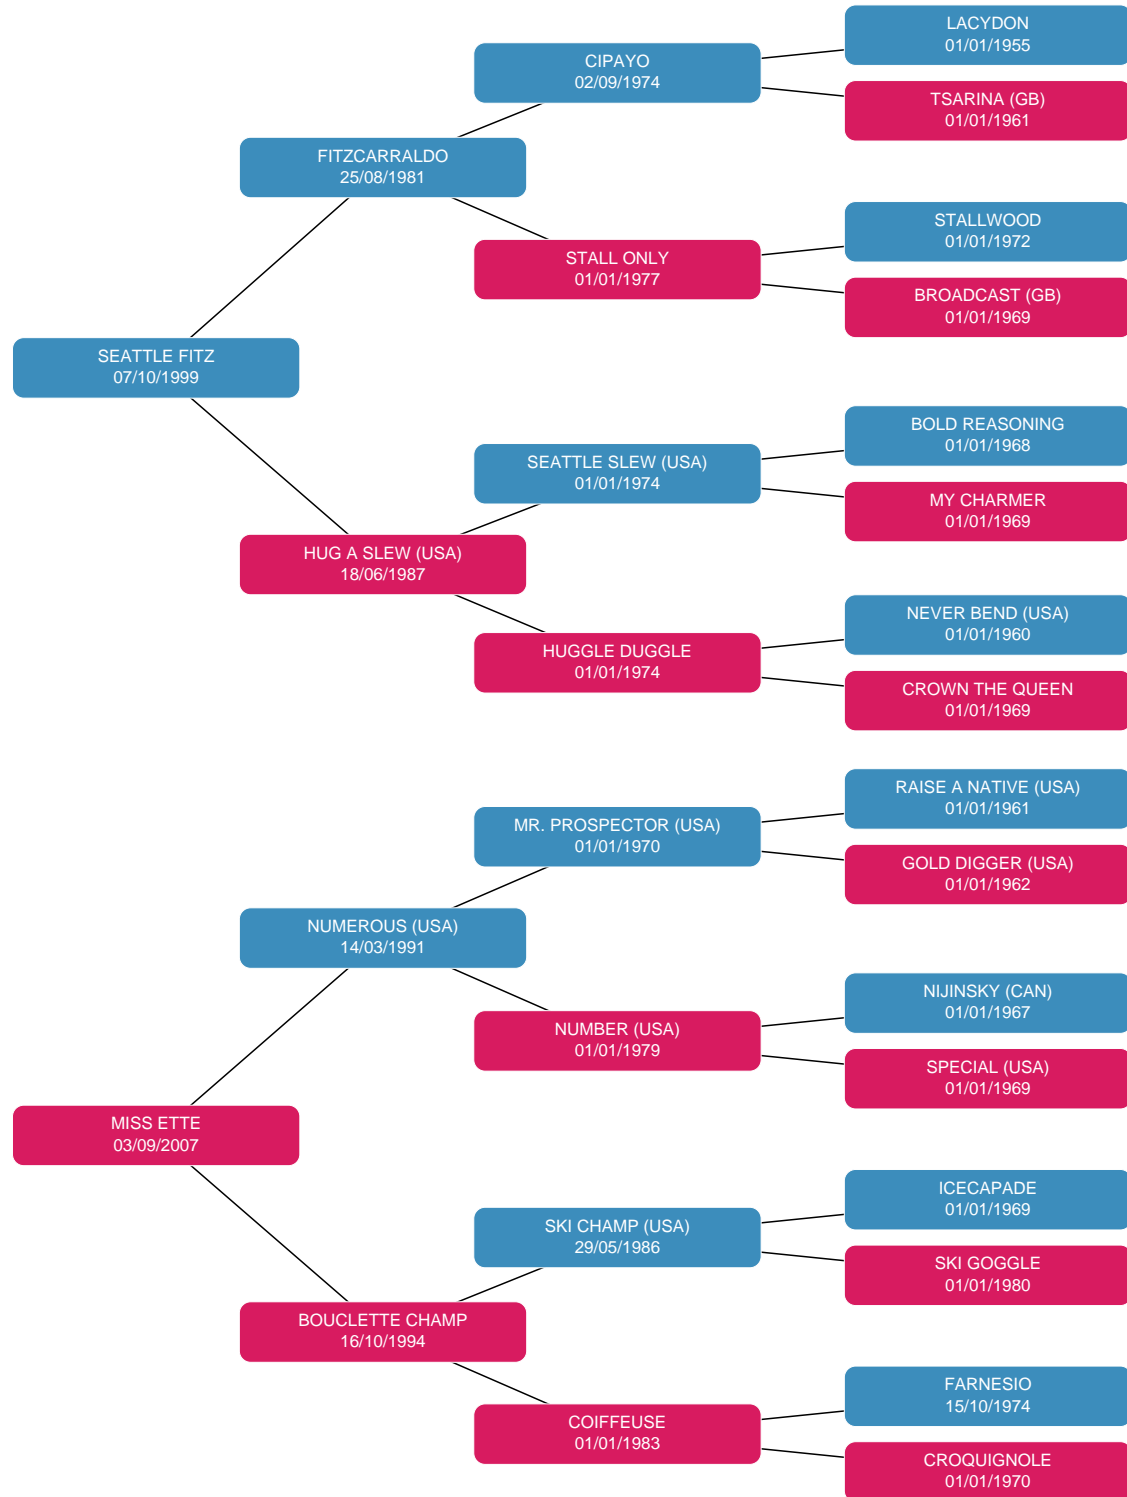 LACYDON
01/01/1955
CIPAYO
02/09/1974
TSARINA (GB)
01/01/1961
FITZCARRALDO
25/08/1981
STALLWOOD
01/01/1972
STALL ONLY
01/01/1977
BROADCAST (GB)
01/01/1969
SEATTLE FITZ
07/10/1999
BOLD REASONING
01/01/1968
SEATTLE SLEW (USA)
01/01/1974
MY CHARMER
01/01/1969
HUG A SLEW (USA)
18/06/1987
NEVER BEND (USA)
01/01/1960
HUGGLE DUGGLE
01/01/1974
CROWN THE QUEEN
01/01/1969
RAISE A NATIVE (USA)
01/01/1961
MR. PROSPECTOR (USA)
01/01/1970
GOLD DIGGER (USA)
01/01/1962
NUMEROUS (USA)
14/03/1991
NIJINSKY (CAN)
01/01/1967
NUMBER (USA)
01/01/1979
SPECIAL (USA)
01/01/1969
MISS ETTE
03/09/2007
ICECAPADE
01/01/1969
SKI CHAMP (USA)
29/05/1986
SKI GOGGLE
01/01/1980
BOUCLETTE CHAMP
16/10/1994
FARNESIO
15/10/1974
COIFFEUSE
01/01/1983
CROQUIGNOLE
01/01/1970